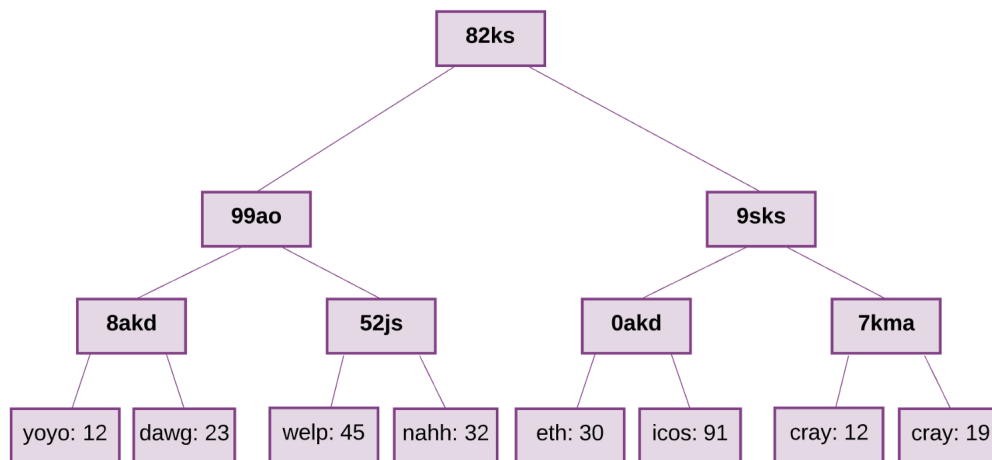 82ks
99ao
9sks
8akd
52js
0akd
7kma
yoyo: 12
dawg: 23
welp: 45
nahh: 32
eth: 30
icos: 91
cray: 12
cray: 19